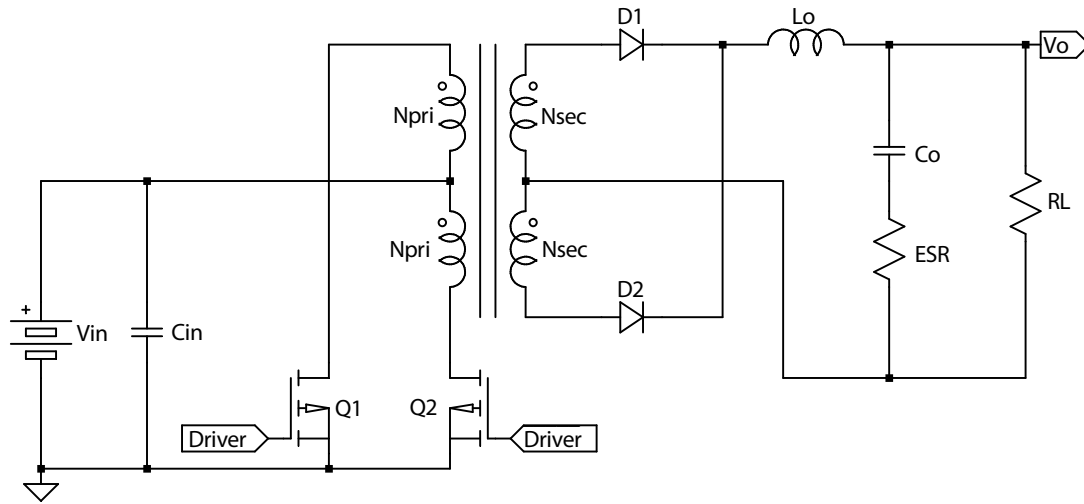 D1
Lo
Vo
Npri
Nsec
Co
RL
Npri
Nsec
ESR
D2
+
Vin
Cin
Q1
Q2
Driver
Driver